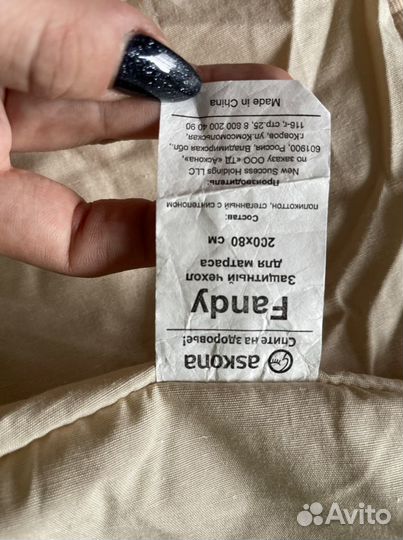 askona
Спите на здоровье!
Fandy
Защитный чехол
для матраса
200x80 см
Состав:
поликоттон, стеганный с синтепоном
Производитель:
New Success Holdings LLC
по заказу ООО «ТД «Аскона»,
601900, Россия, Владимирская обл.,
г.Ковров, ул.Комсомольская,
116-г, стр.25, 8 800 200 40 90
Made in China
Avito